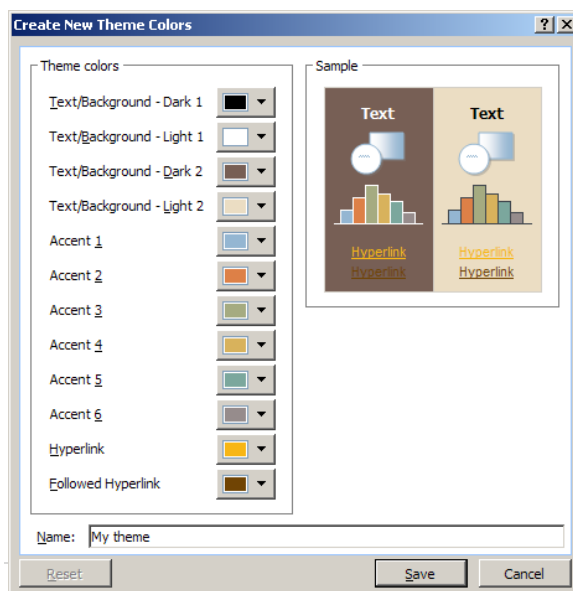 Create New Theme Colors
Theme colors
Text/Background - Dark 1
Text/Background - Light 1
Text/Background - Dark 2
Text/Background - Light 2
Accent 1
Accent 2
Accent 3
Accent 4
Accent 5
Accent 6
Hyperlink
Followed Hyperlink
Sample
Text Text
Hyperlink Hyperlink
Hyperlink Hyperlink
Name: My theme
Reset Save Cancel